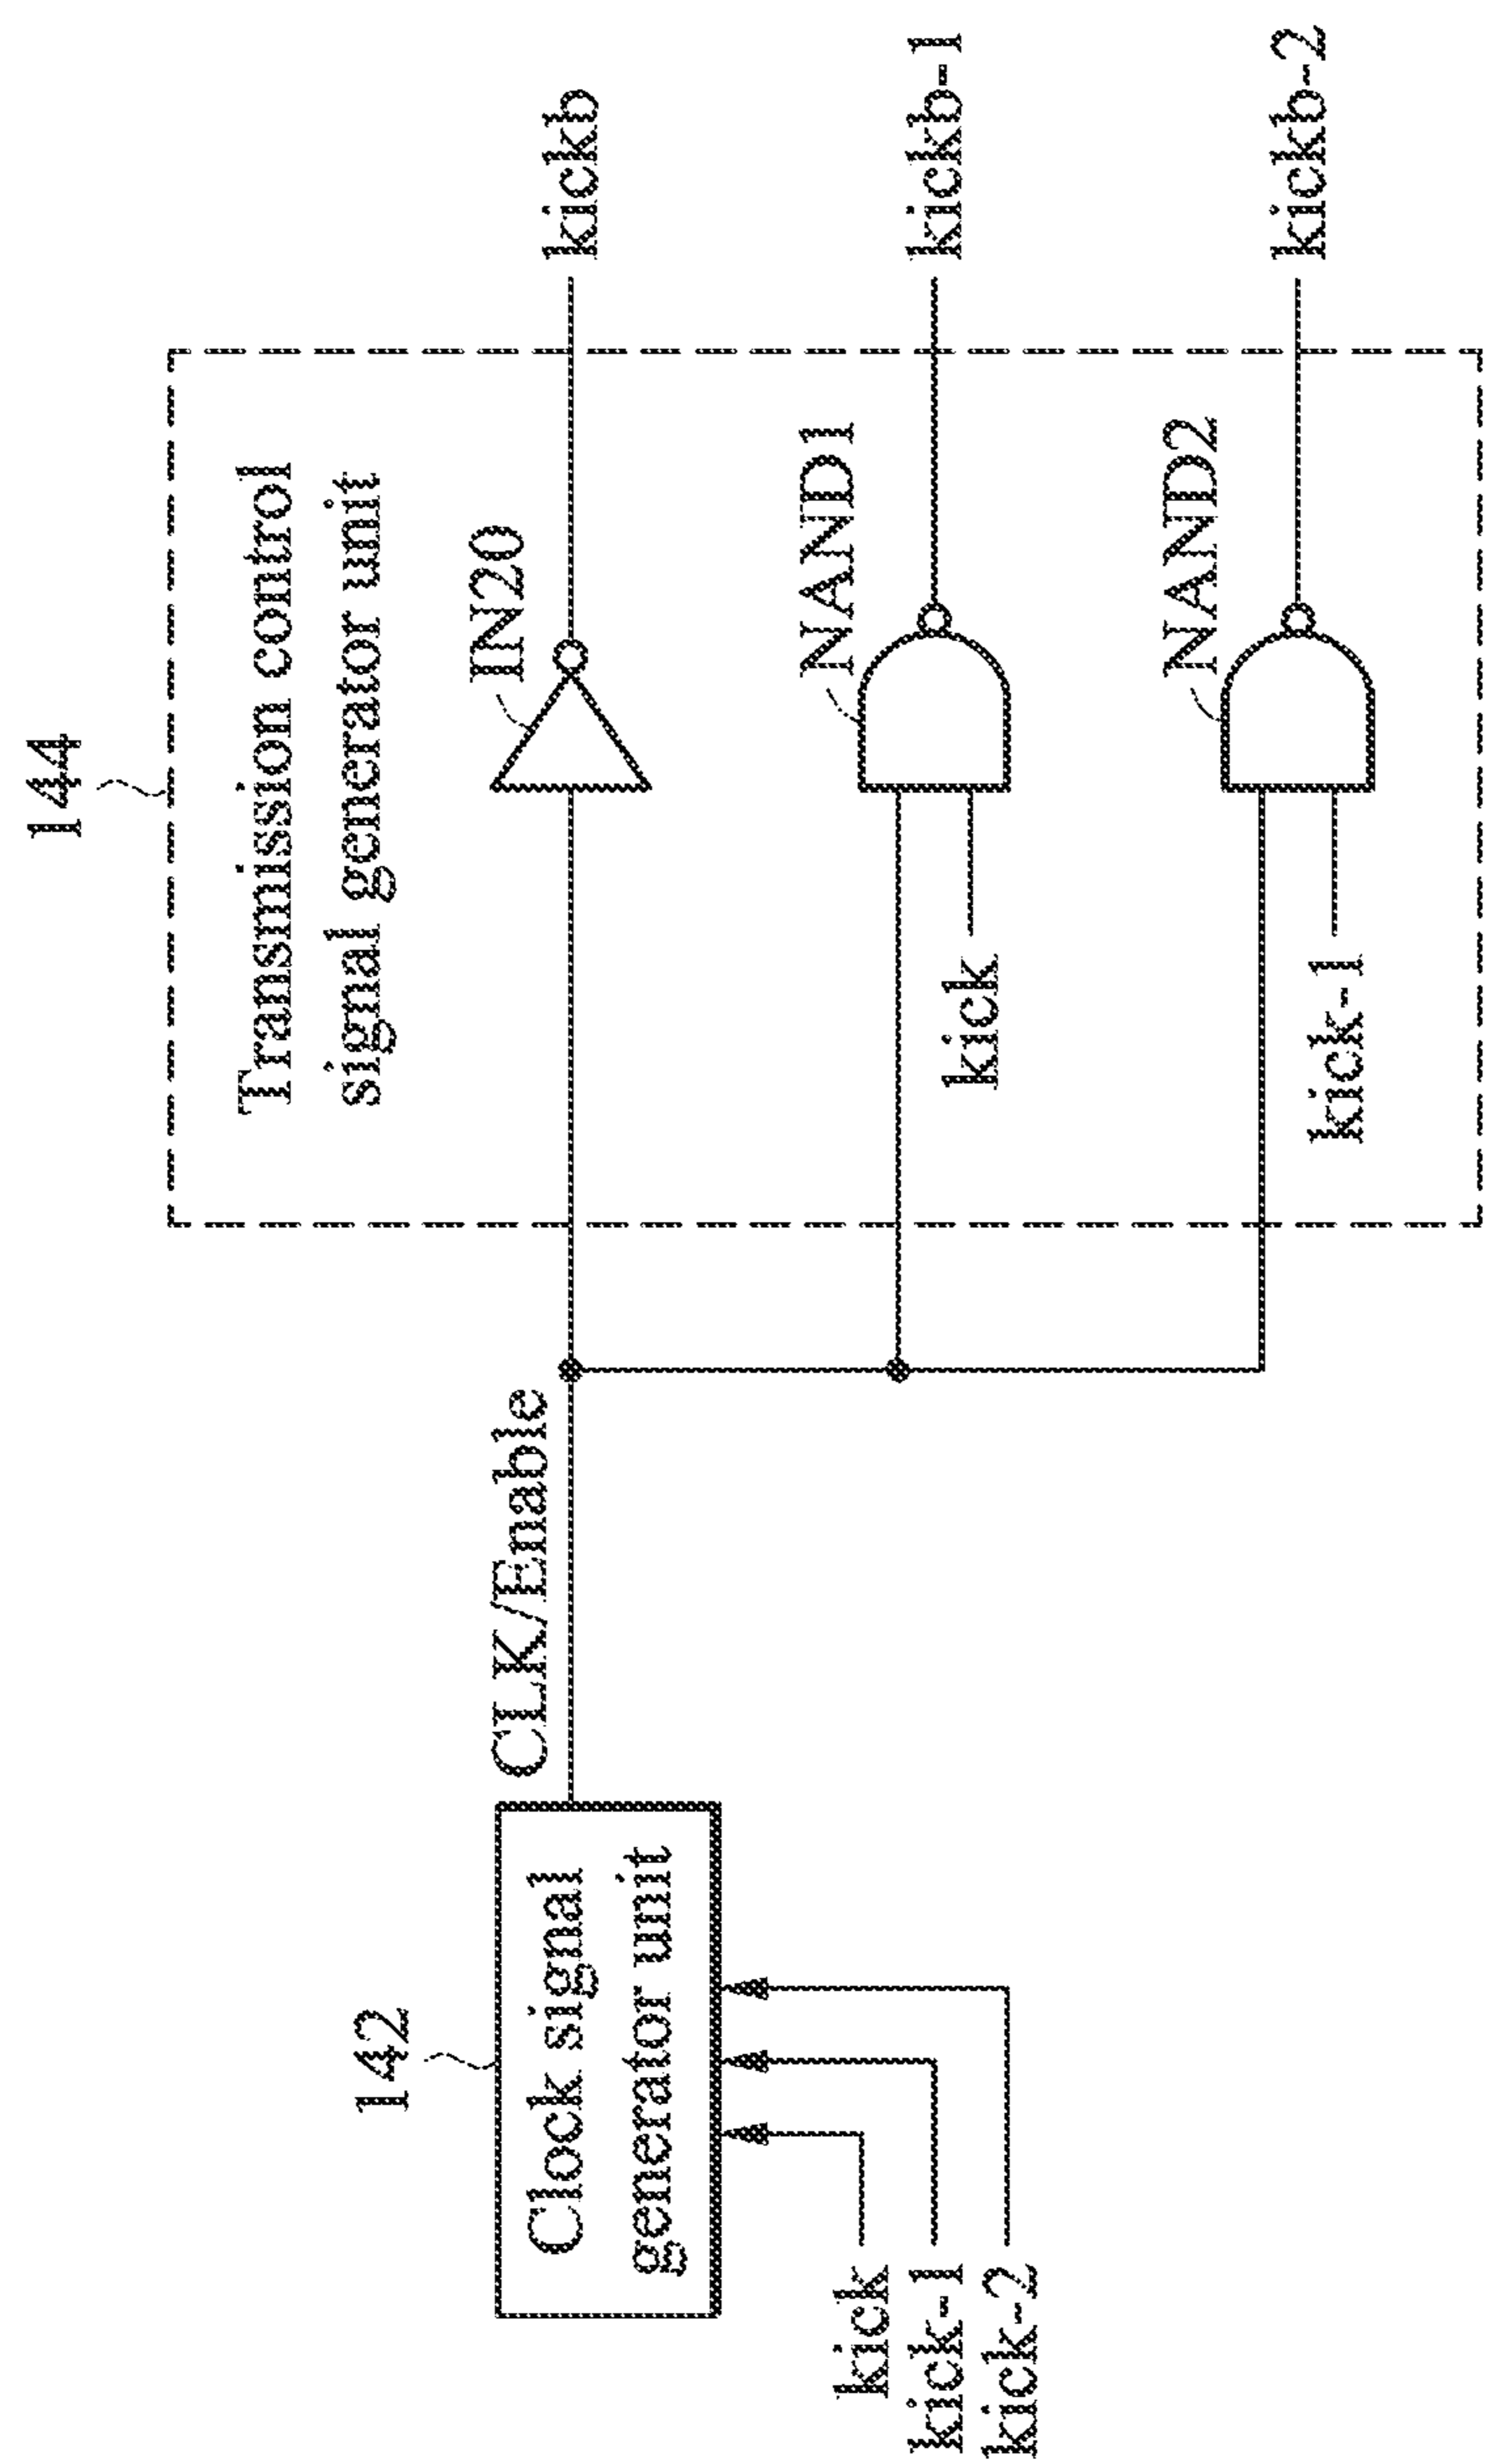 144
Transmission control
signal generator unit
IN20
kickb
NAND1
kick
kickb-1
NAND2
kick-1
kickb-2
CLK/Enable
142
Clock signal
generator unit
kick
kick-1
kick-2